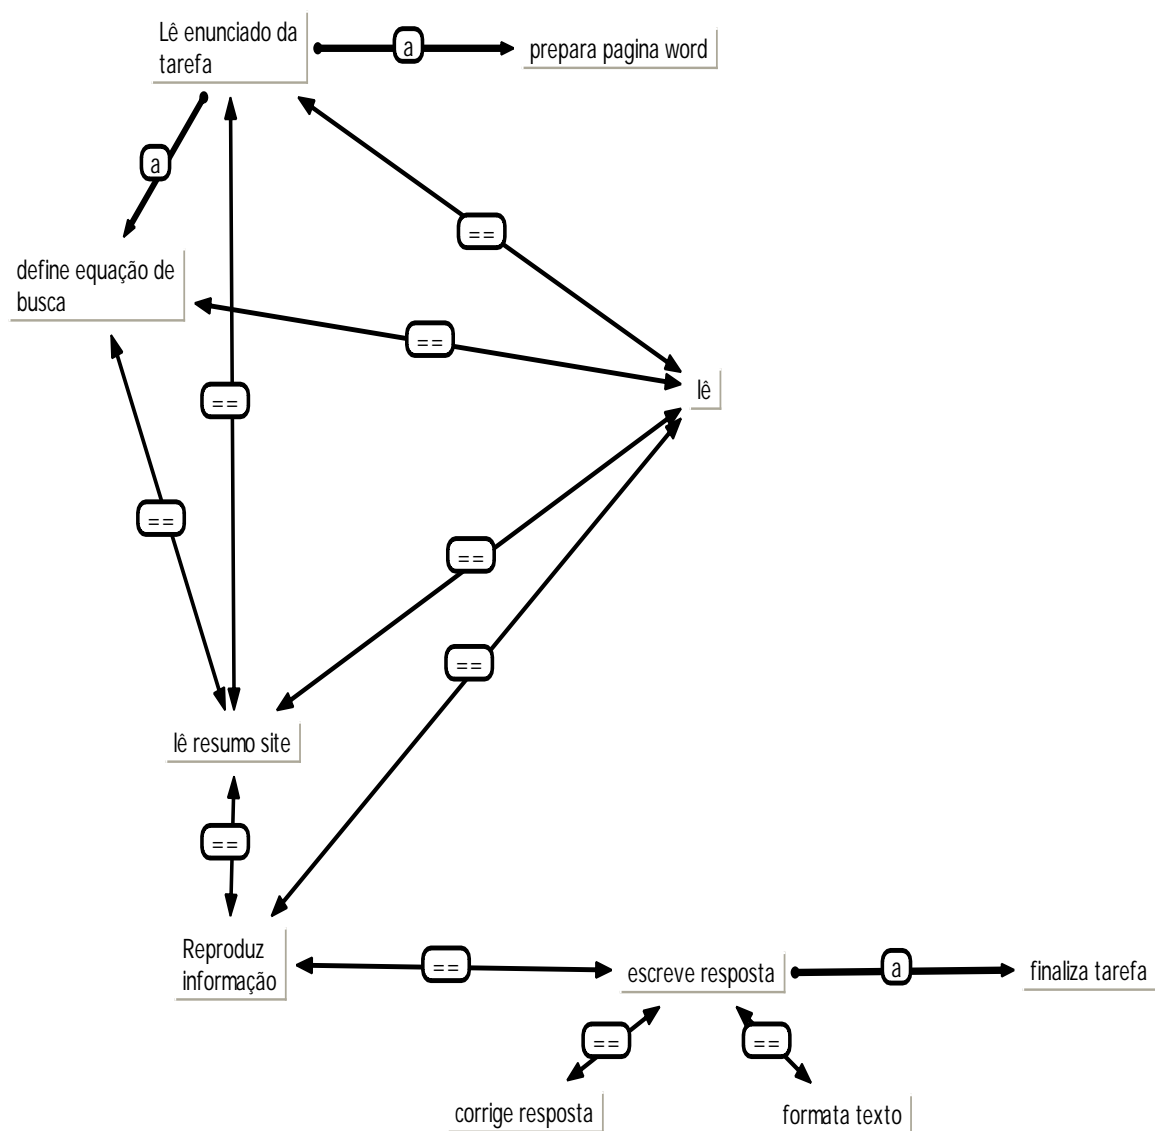 Lê enunciado da
tarefa
a
prepara pagina word
a
==
define equação de
busca
==
lê
==
==
==
==
lê resumo site
==
Reproduz
informação
==
escreve resposta
a
finaliza tarefa
==
==
corrige resposta
formata texto